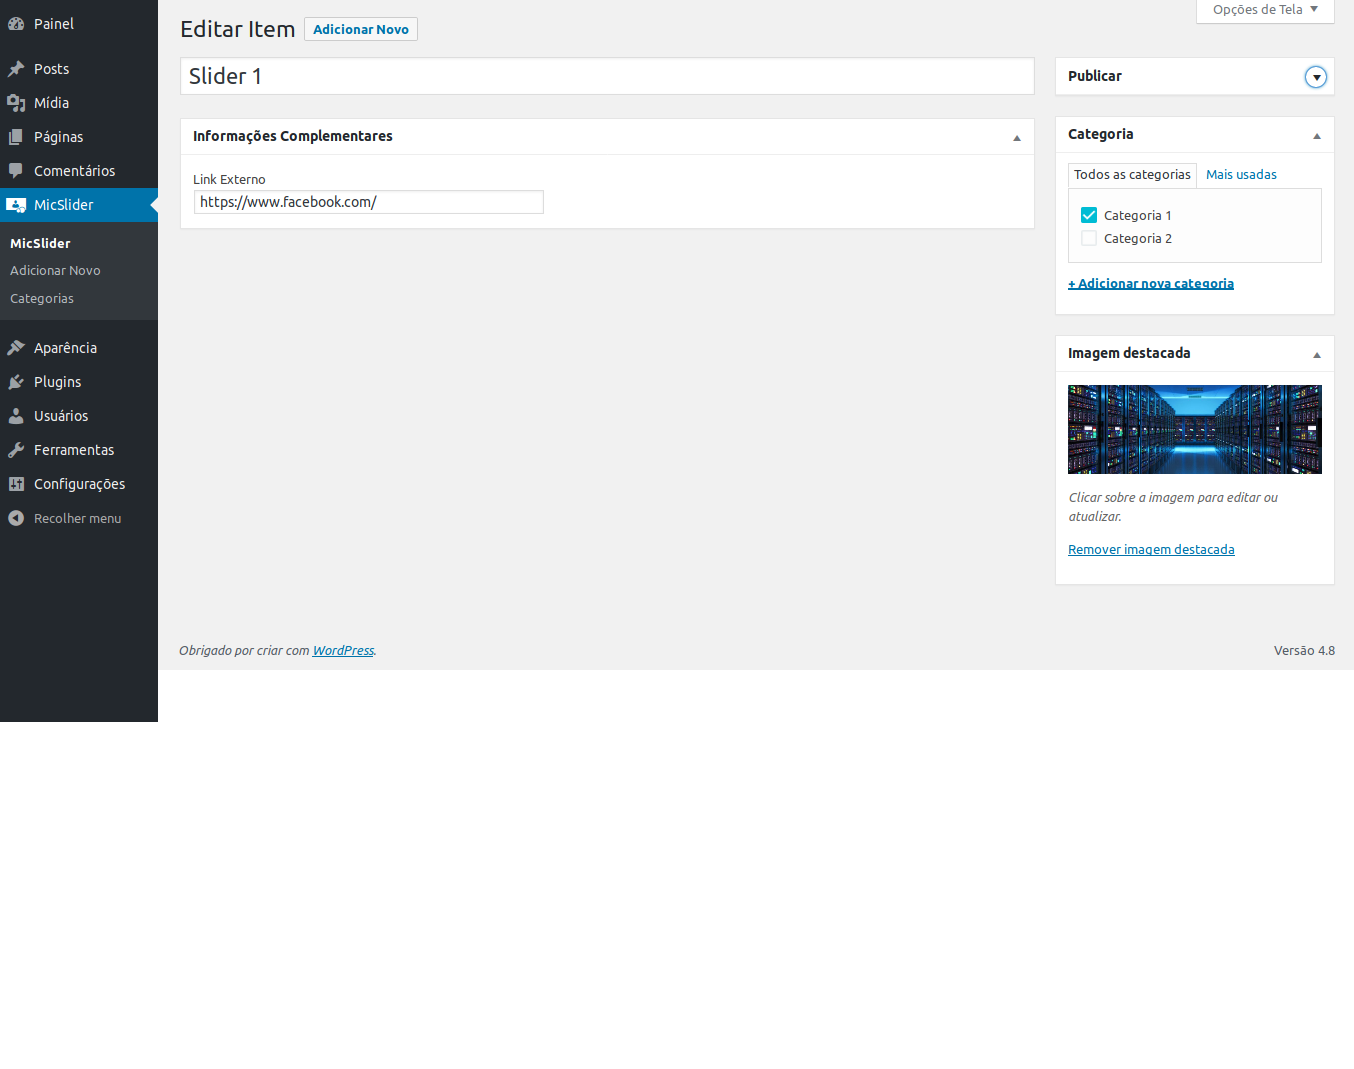 Painel
Posts
Mídia
Páginas
Comentários
MicSlider
MicSlider
Adicionar Novo
Categorias
Aparência
Plugins
Usuários
Ferramentas
Configurações
Recolher menu
Opções de Tela
Editar Item Adicionar Novo
Slider 1
Informações Complementares
Link Externo
https://www.facebook.com/
Publicar
Categoria
Todos as categorias Mais usadas
Categoria 1
Categoria 2
+ Adicionar nova categoria
Imagem destacada
Clicar sobre a imagem para editar ou
atualizar.
Remover imagem destacada
Obrigado por criar com WordPress.
Versão 4.8